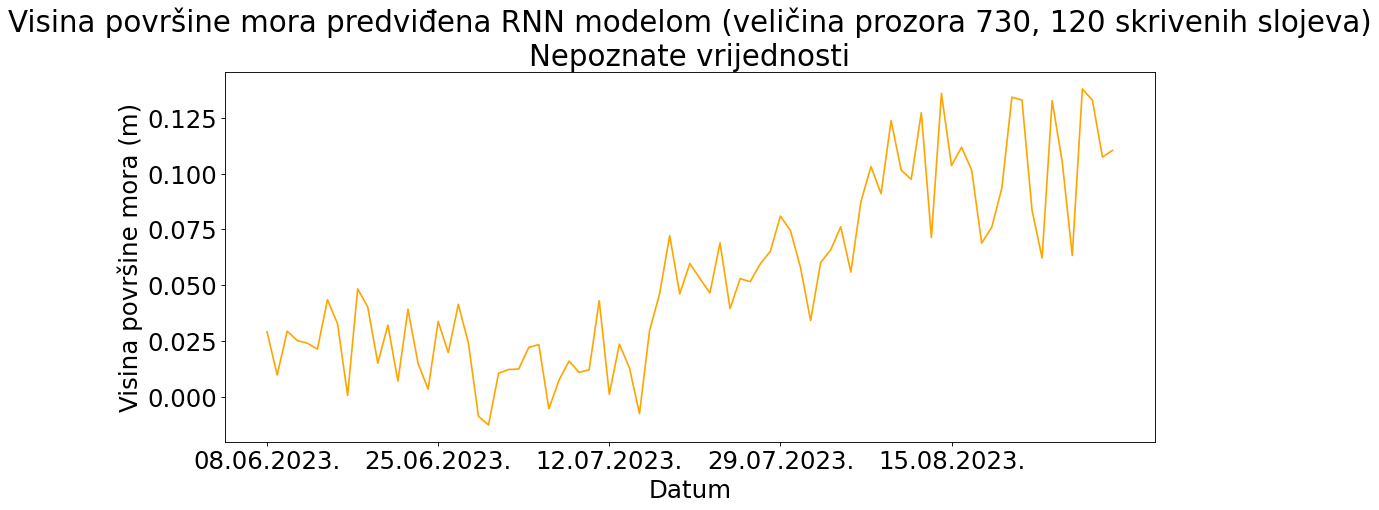 Visina površine mora predviđena RNN modelom (veličina prozora 730, 120 skrivenih slojeva)
Nepoznate vrijednosti
Visina površine mora (m)
0.125
0.100
0.075
0.050
0.025
0.000
08.06.2023. 25.06.2023. 12.07.2023. 29.07.2023. 15.08.2023.
Datum